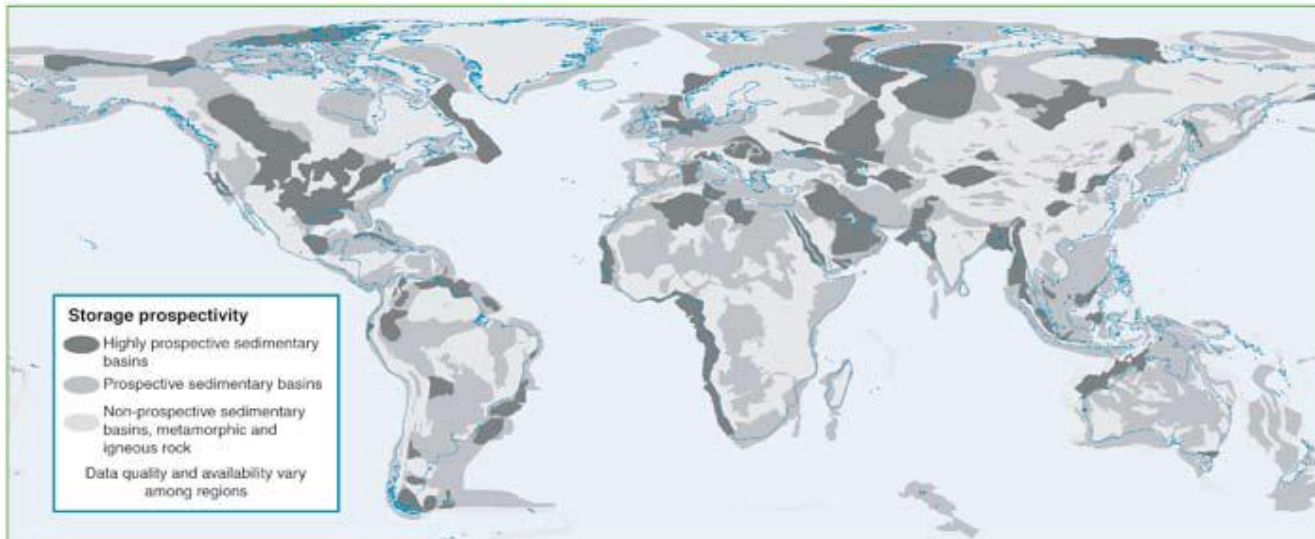 Storage prospectivity
Highly prospective sedimentary
basins
Prospective sedimentary basins
Non-prospective sedimentary
basins, metamorphic and
igneous rock
Data quality and availability vary
among regions